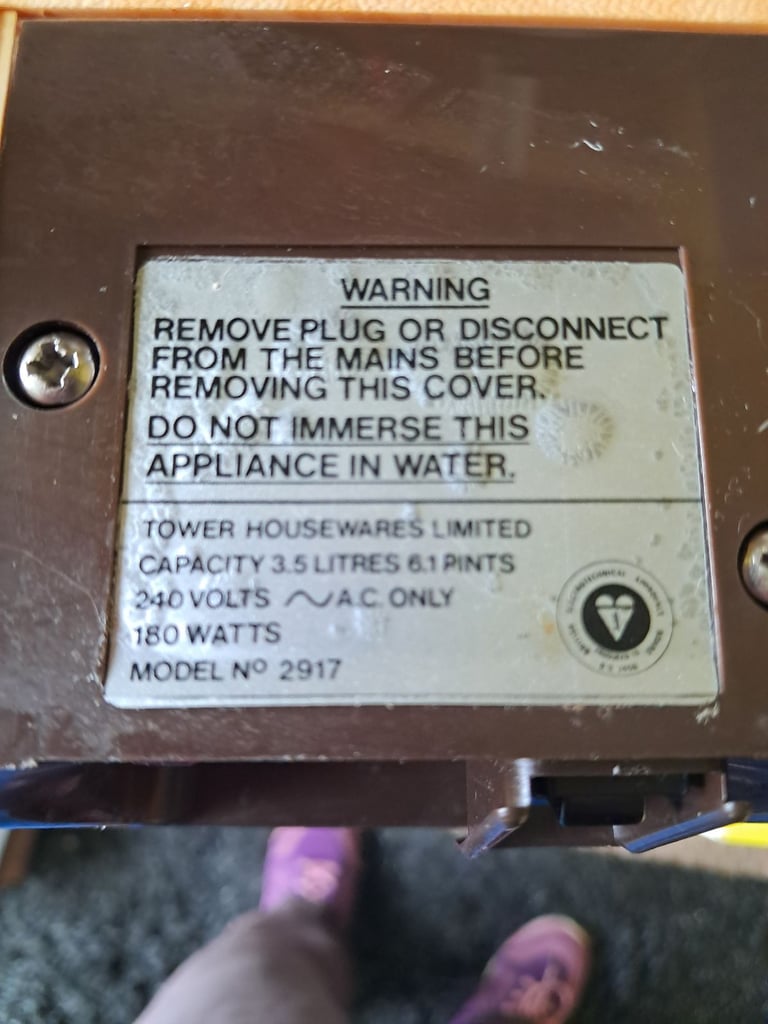 WARNING
REMOVE PLUG OR DISCONNECT
FROM THE MAINS BEFORE
REMOVING THIS COVER.
DO NOT IMMERSE THIS
APPLIANCE IN WATER.
TOWER HOUSEWARES LIMITED
CAPACITY 3.5 LITRES 6.1 PINTS
240 VOLTS ∿ A.C. ONLY
180 WATTS
MODEL Nº 2917